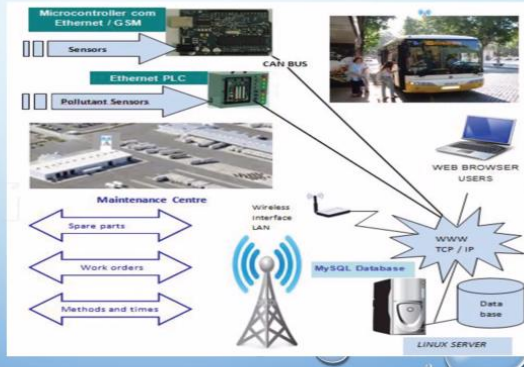 Microcontroller com
Ethernet / GSM
Sensors
CAN BUS
Ethernet PLC
Pollutant Sensors
WEB BROWSER
USERS
Maintenance Centre
Spare parts
Wireless
Interface
LAN
WWW
TCP / IP
Work orders
MySQL Database
Methods and times
Data
base
LINUX SERVER